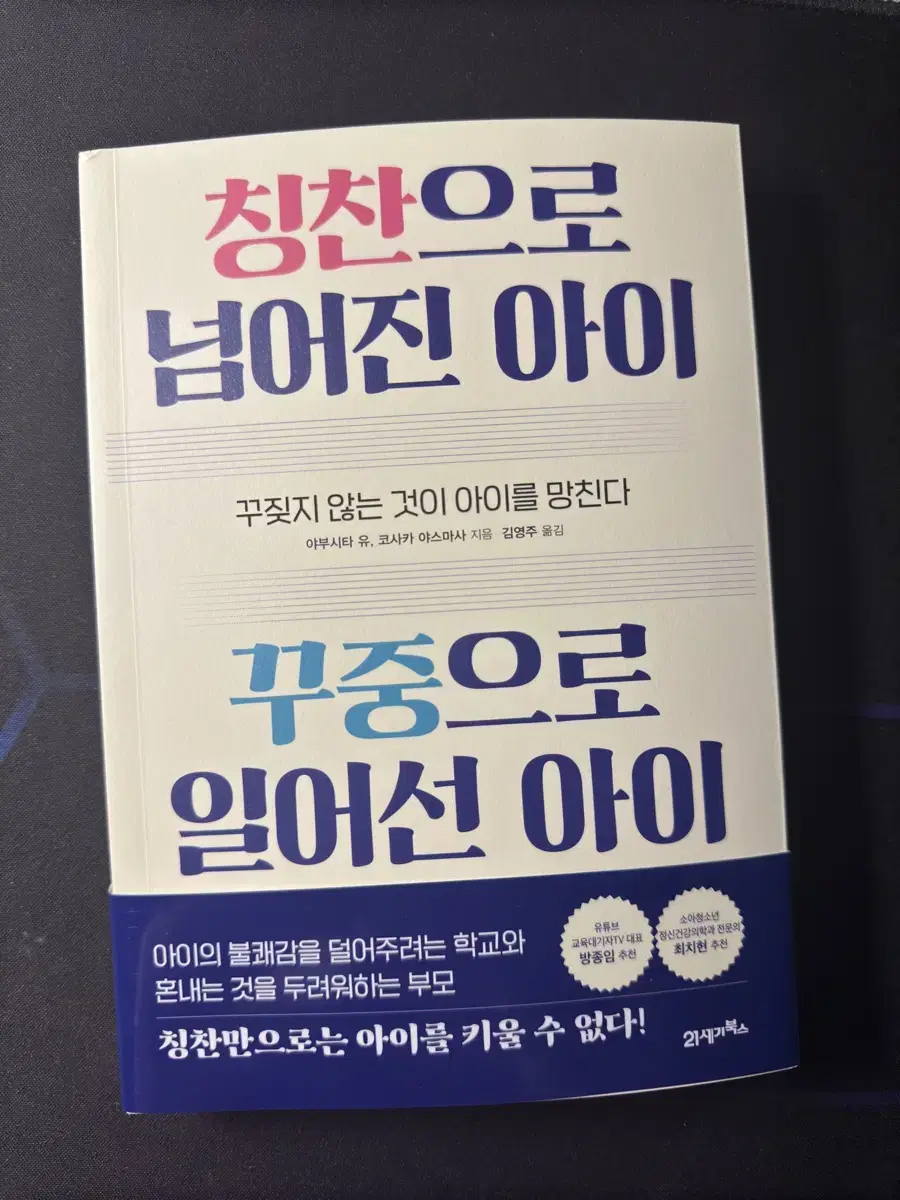 칭찬으로
넘어진 아이
꾸짖지 않는 것이 아이를 망친다
야부시타 유, 코사카 야스마사 지음 김영주 옮김
꾸중으로
일어선 아이
아이의 불쾌감을 덜어주려는 학교와
혼내는 것을 두려워하는 부모
칭찬만으로는 아이를 키울 수 없다!
유튜브
교육대기자TV 대표
방종임 추천
소아청소년
정신건강의학과 전문의
최치현 추천
21세기북스